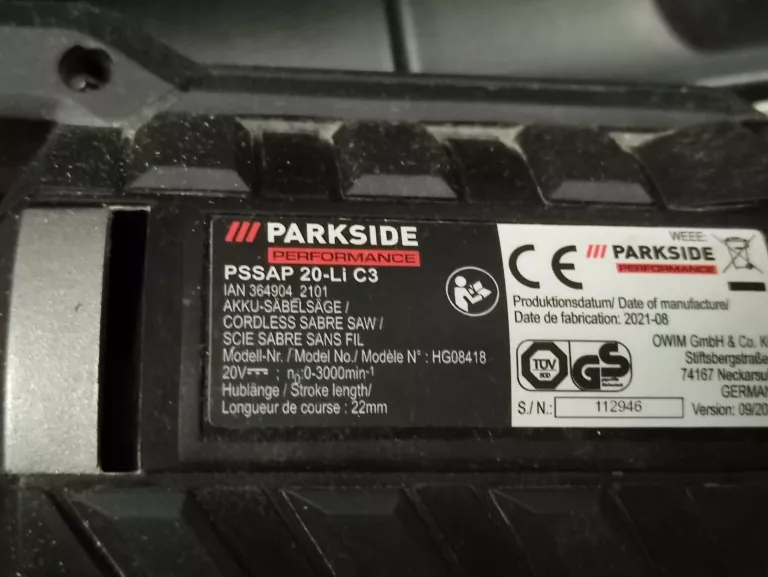 PARKSIDE
PERFORMANCE
PSSAP 20-Li C3
IAN 364904_2101
AKKU-SÄBELSÄGE /
CORDLESS SABRE SAW /
SCIE SABRE SANS FIL
Modell-Nr. / Model No./ Modèle N° : HG08418
20V ; n₀:0-3000min⁻¹
Hublänge / Stroke length/
Longueur de course : 22mm
WEEE:
CE
PARKSIDE
PERFORMANCE
Produktionsdatum/ Date of manufacture/
Date de fabrication: 2021-08
TÜV
GS
OWIM GmbH & Co.
Stiftsbergstraße
74167 Neckarsul
GERMAN
S./ N.: 112946
Version: 09/20